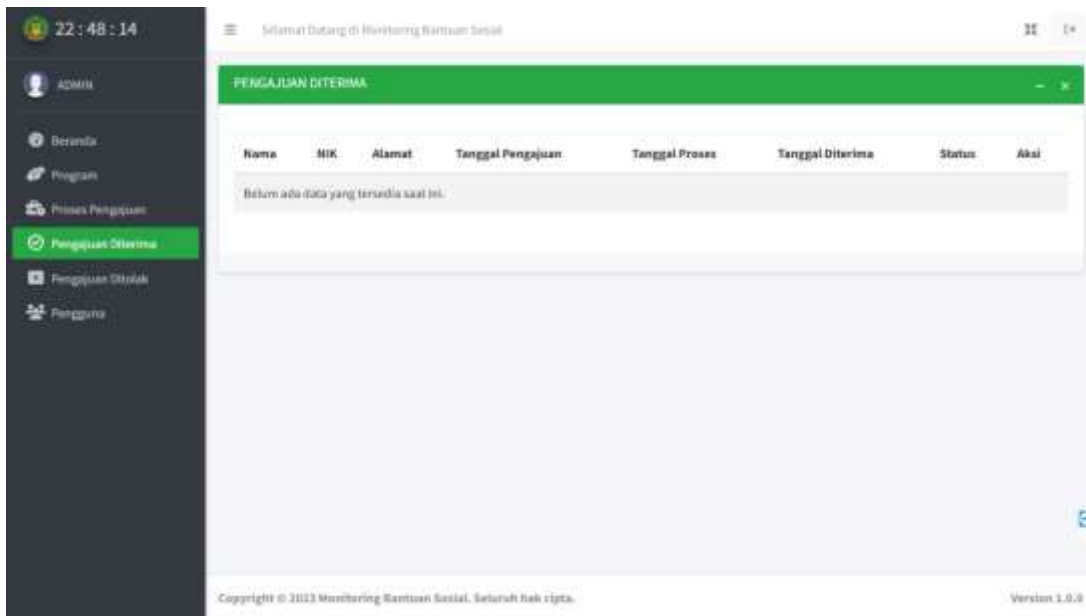 22:48:14
Selamat Datang di Monitoring Bantuan Sosial
ADMIN
PENGAJUAN DITERIMA
Beranda
Program
Proses Pengajuan
Pengajuan Diterima
Pengajuan Ditolak
Pengguna
Nama NIK Alamat Tanggal Pengajuan Tanggal Proses Tanggal Diterima Status Aksi
Belum ada data yang tersedia saat ini.
Copyright © 2023 Monitoring Bantuan Sosial. Seluruh hak cipta.
Version 1.0.0